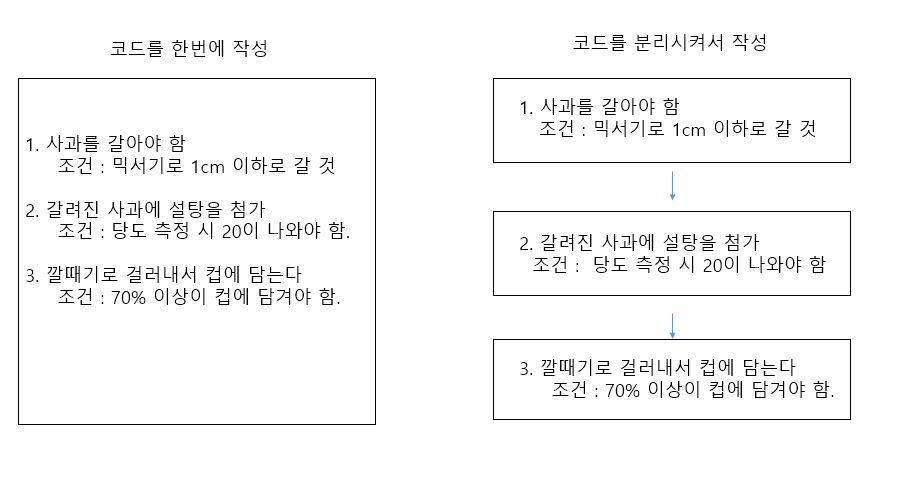 코드를 한번에 작성
1. 사과를 갈아야 함
조건 : 믹서기로 1cm 이하로 갈 것
2. 갈려진 사과에 설탕을 첨가
조건 : 당도 측정 시 20이 나와야 함.
3. 깔때기로 걸러내서 컵에 담는다
조건 : 70% 이상이 컵에 담겨야 함.
코드를 분리시켜서 작성
1. 사과를 갈아야 함
조건 : 믹서기로 1cm 이하로 갈 것
2. 갈려진 사과에 설탕을 첨가
조건 :  당도 측정 시 20이 나와야 함
3. 깔때기로 걸러내서 컵에 담는다
조건 : 70% 이상이 컵에 담겨야 함.